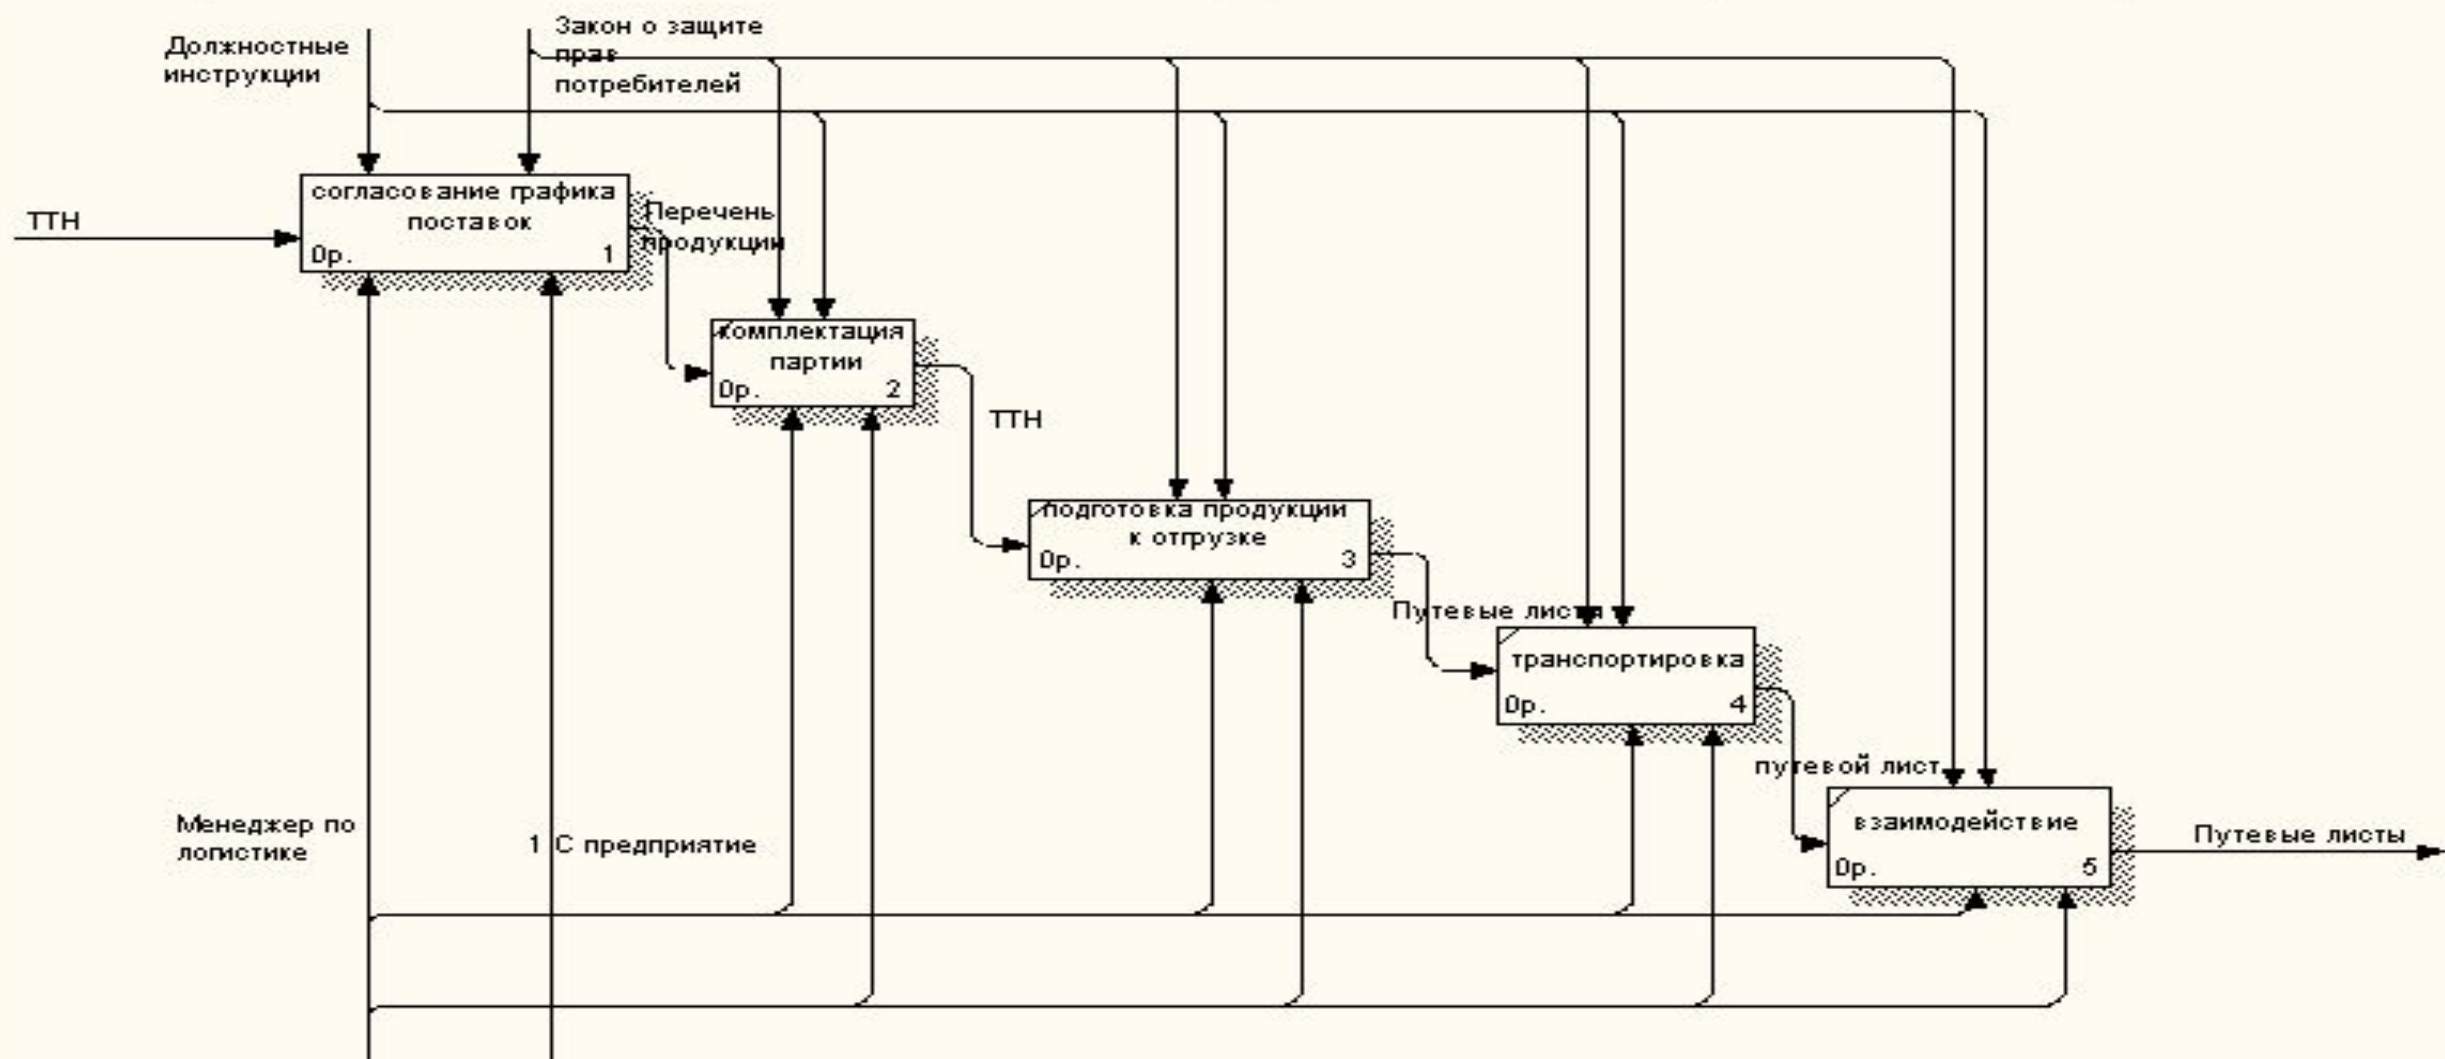 Закон о защите
прав
потребителей
Должностные
инструкции
согласование графика
поставок
0р. 1
ТТН
Перечень
продукции
комплектация
партии
0р. 2
ТТН
подготовка продукции
к отгрузке
0р. 3
Путевые листы
транспортировка
0р. 4
путевой лист
взаимодействие
0р. 5
Путевые листы
Менеджер по
логистике
1 С предприятие